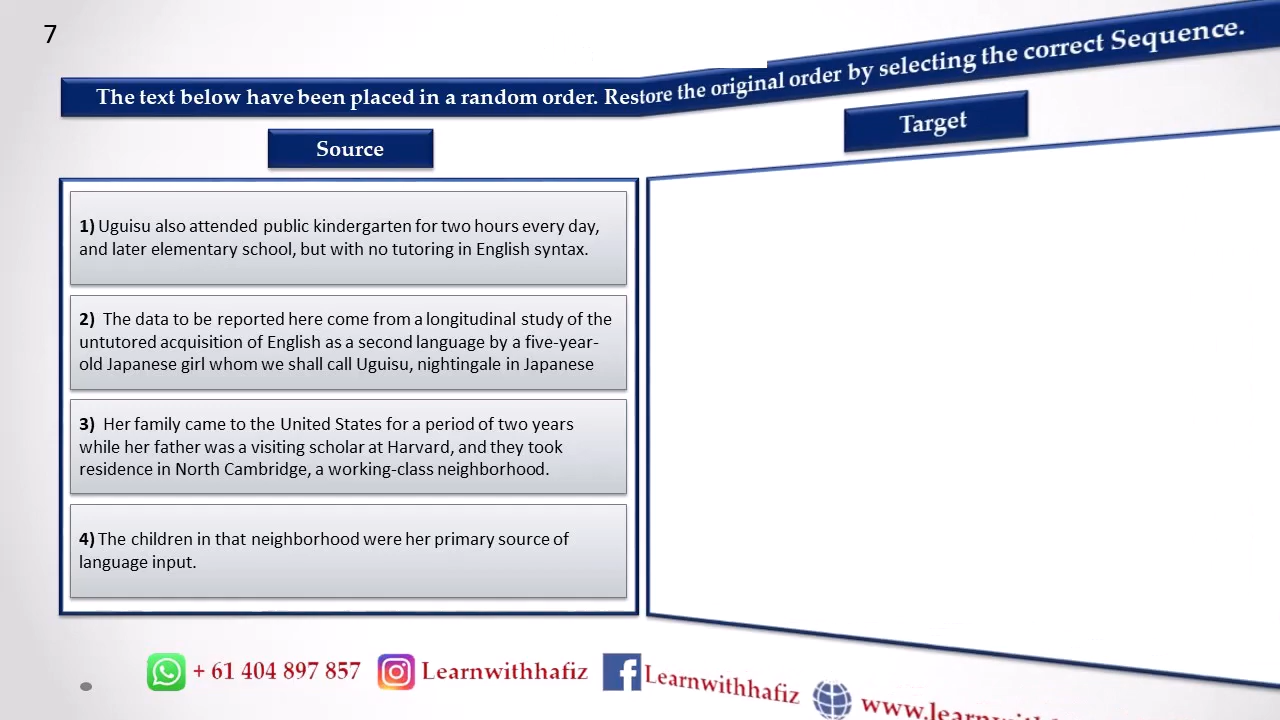 7
The text below have been placed in a random order. Restore the original order by selecting the correct Sequence.
Source
Target
1) Uguisu also attended public kindergarten for two hours every day,
and later elementary school, but with no tutoring in English syntax.
2) The data to be reported here come from a longitudinal study of the
untutored acquisition of English as a second language by a five-year-
old Japanese girl whom we shall call Uguisu, nightingale in Japanese
3) Her family came to the United States for a period of two years
while her father was a visiting scholar at Harvard, and they took
residence in North Cambridge, a working-class neighborhood.
4) The children in that neighborhood were her primary source of
language input.
+ 61 404 897 857
Learnwithhafiz
Learnwithhafiz